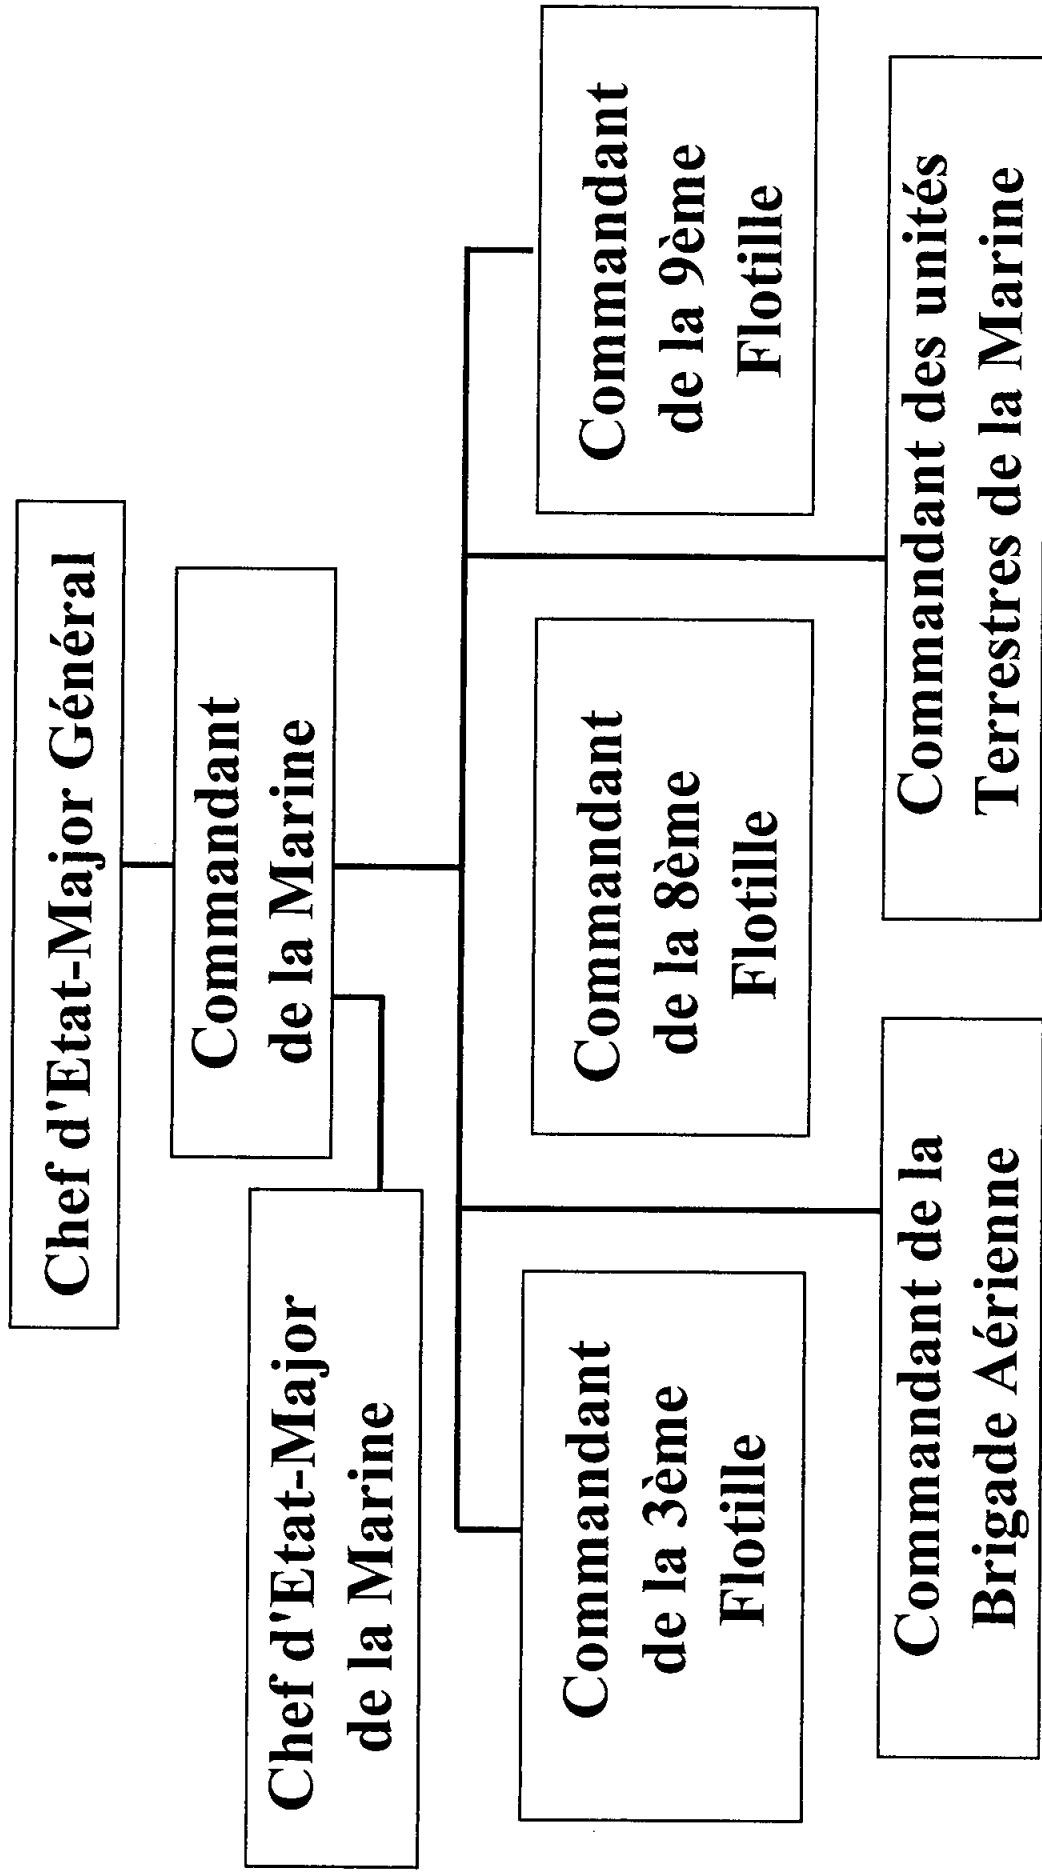 Chef d'Etat-Major Général
Commandant
de la Marine
Chef d'Etat-Major
de la Marine
Commandant
de la 3ème
Flotille
Commandant
de la 8ème
Flotille
Commandant
de la 9ème
Flotille
Commandant de la
Brigade Aérienne
Commandant des unités
Terrestres de la Marine